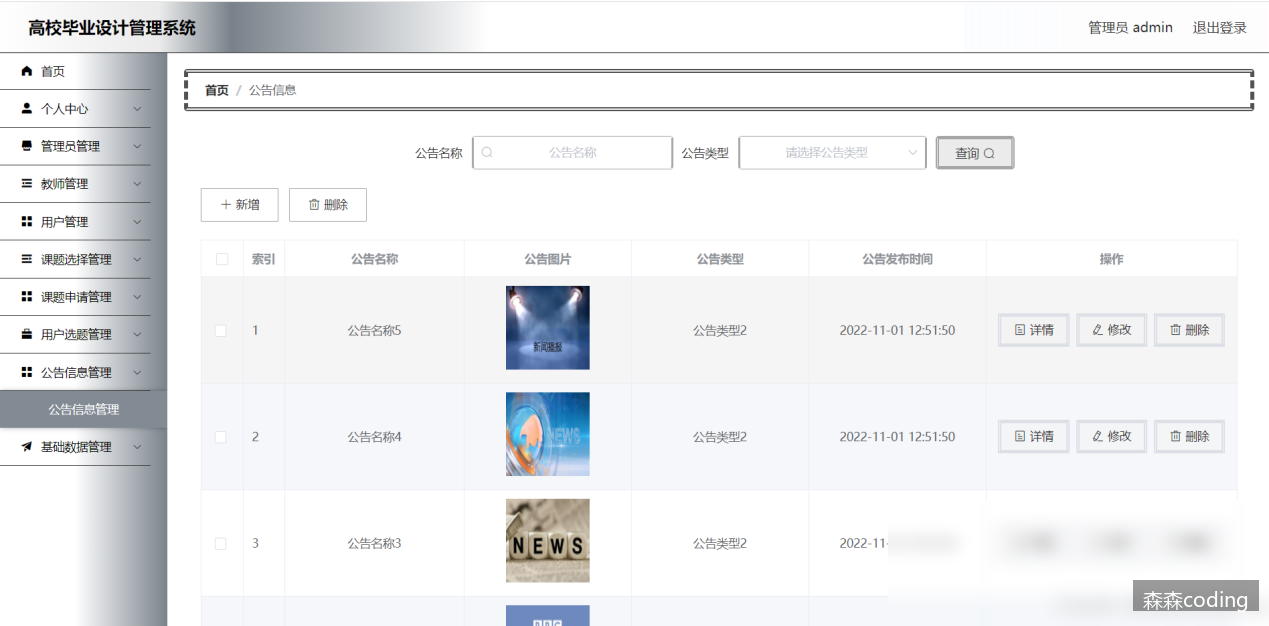 高校毕业设计管理系统
管理员 admin 退出登录
首页
个人中心
管理员管理
教师管理
用户管理
课题选择管理
课题申请管理
用户选题管理
公告信息管理
公告信息管理
基础数据管理
首页 / 公告信息
公告名称 公告名称 公告类型 请选择公告类型 查询
新增 删除
索引 公告名称 公告图片 公告类型 公告发布时间 操作
新闻播报
1 公告名称5 公告类型2 2022-11-01 12:51:50 详情 修改 删除
NEWS
2 公告名称4 公告类型2 2022-11-01 12:51:50 详情 修改 删除
NEWS
3 公告名称3 公告类型2 2022-11-
森森coding